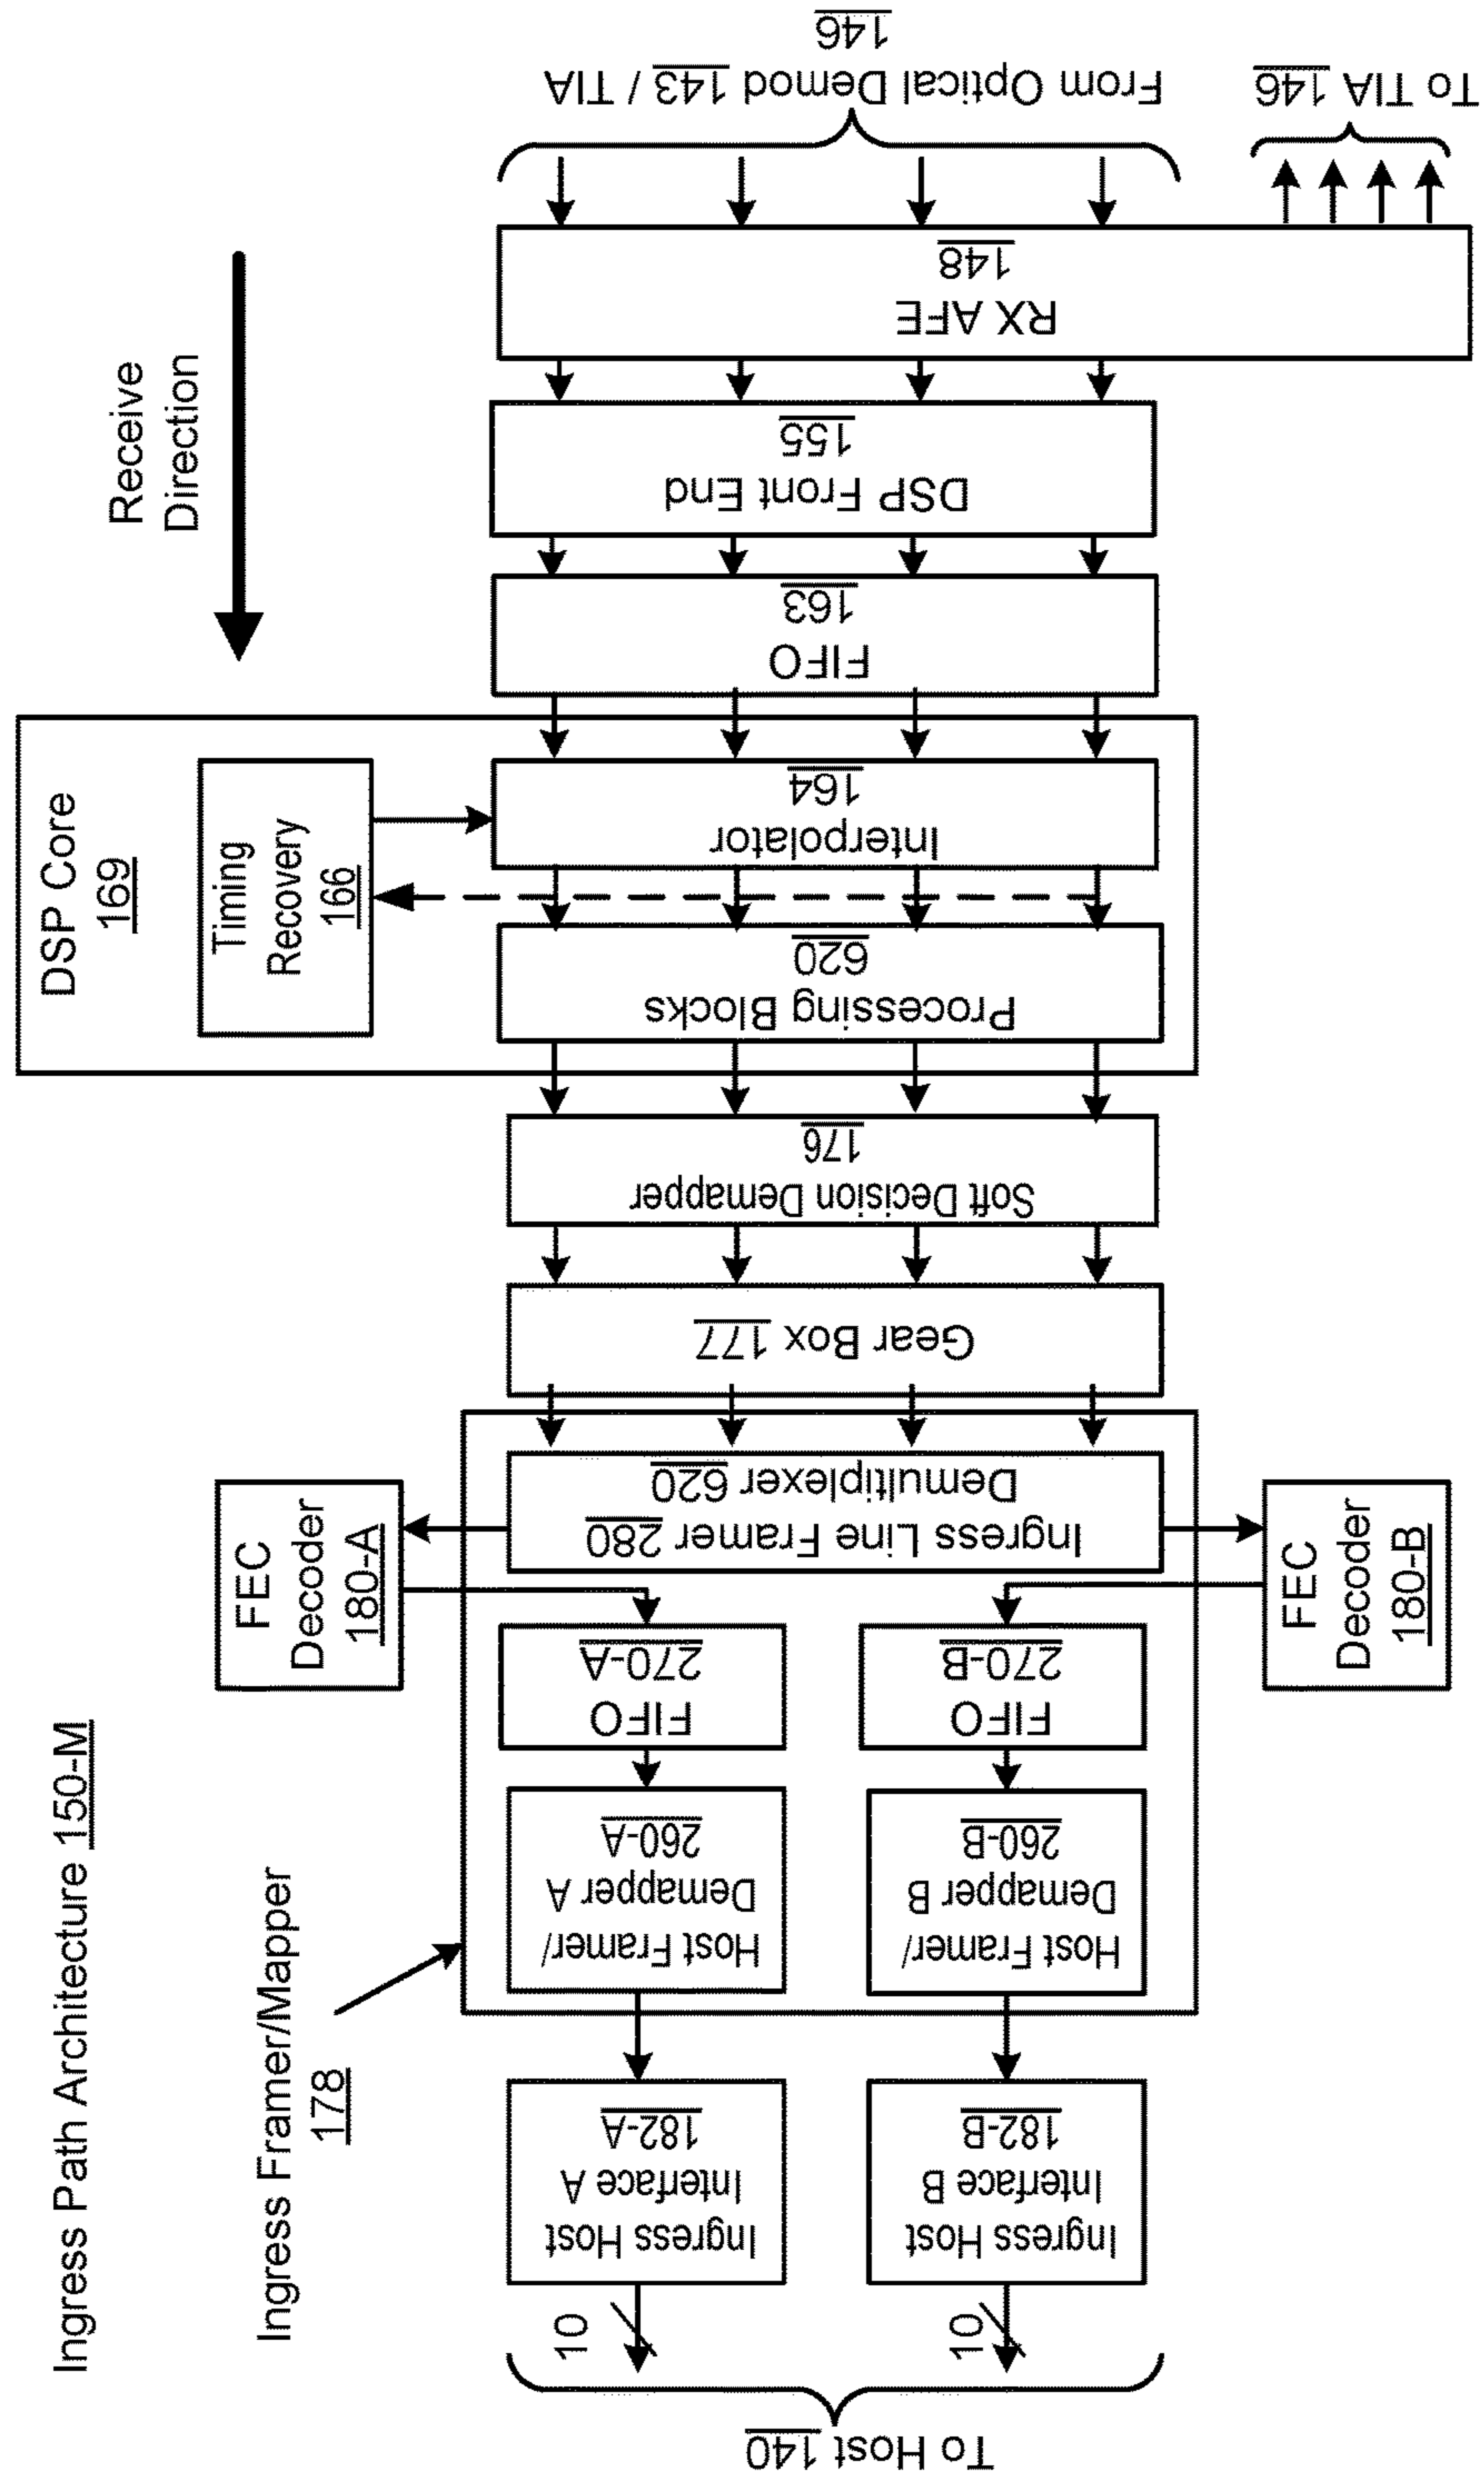 Ingress Path Architecture 150-M
Receive
Direction
From Optical Demod 143 / TIA
146
To TIA 146
RX AFE
148
DSP Front End
155
FIFO
163
DSP Core
169
Timing
Recovery
166
Interpolator
164
Processing Blocks
620
Soft Decision Demapper
176
Gear Box 177
Ingress Framer/Mapper
178
Ingress Line Framer 280
Demultiplexer 620
FEC
Decoder
180-A
FEC
Decoder
180-B
FIFO
270-A
FIFO
270-B
Host Framer/
Demapper A
260-A
Host Framer/
Demapper B
260-B
Ingress Host
Interface A
182-A
Ingress Host
Interface B
182-B
10
10
To Host 140